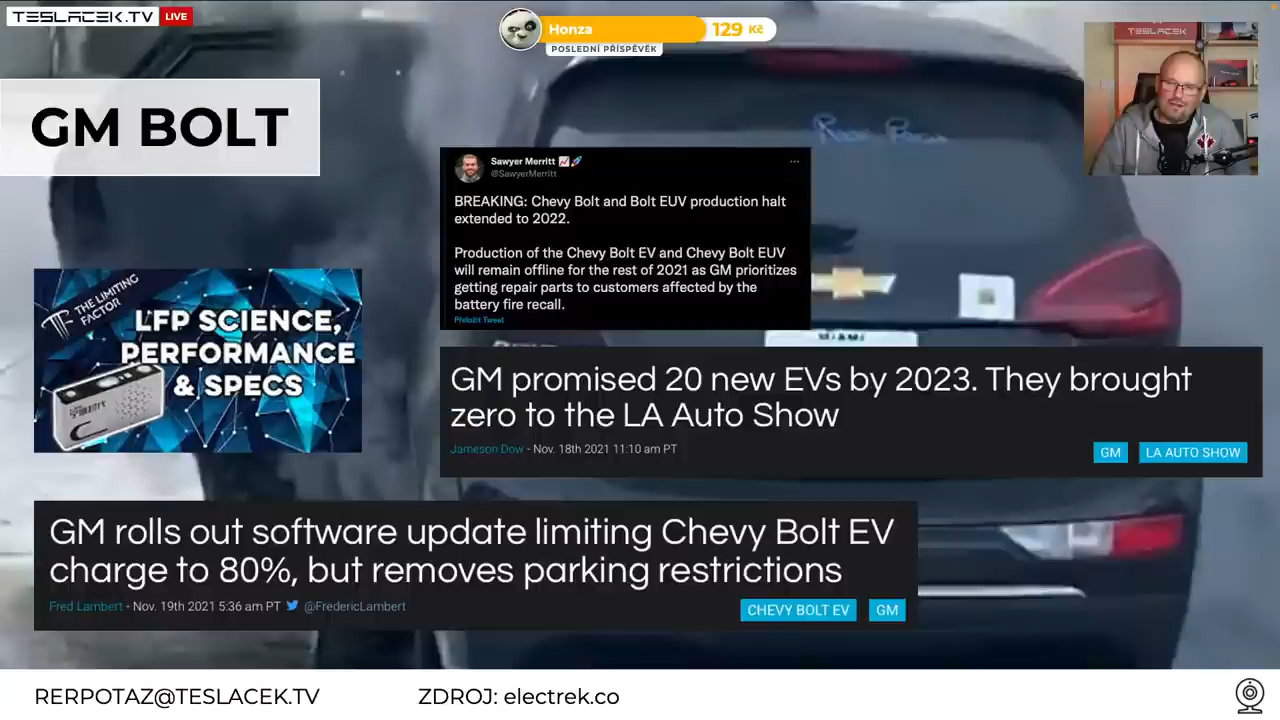 TESLACEK.TV LIVE
Honza 129 Kč
POSLEDNÍ PŘÍSPĚVEK
TESLACEK
GM BOLT
Sawyer Merritt
@SawyerMerritt
BREAKING: Chevy Bolt and Bolt EUV production halt
extended to 2022.
Production of the Chevy Bolt EV and Chevy Bolt EUV
will remain offline for the rest of 2021 as GM prioritizes
getting repair parts to customers affected by the
battery fire recall.
Přeložit Tweet
THE LIMITING
FACTOR
LFP SCIENCE,
PERFORMANCE
& SPECS
MIAMI
GM promised 20 new EVs by 2023. They brought
zero to the LA Auto Show
Jameson Dow - Nov. 18th 2021 11:10 am PT
GM LA AUTO SHOW
GM rolls out software update limiting Chevy Bolt EV
charge to 80%, but removes parking restrictions
Fred Lambert - Nov. 19th 2021 5:36 am PT @FredericLambert
CHEVY BOLT EV GM
RERPOTAZ@TESLACEK.TV
ZDROJ: electrek.co